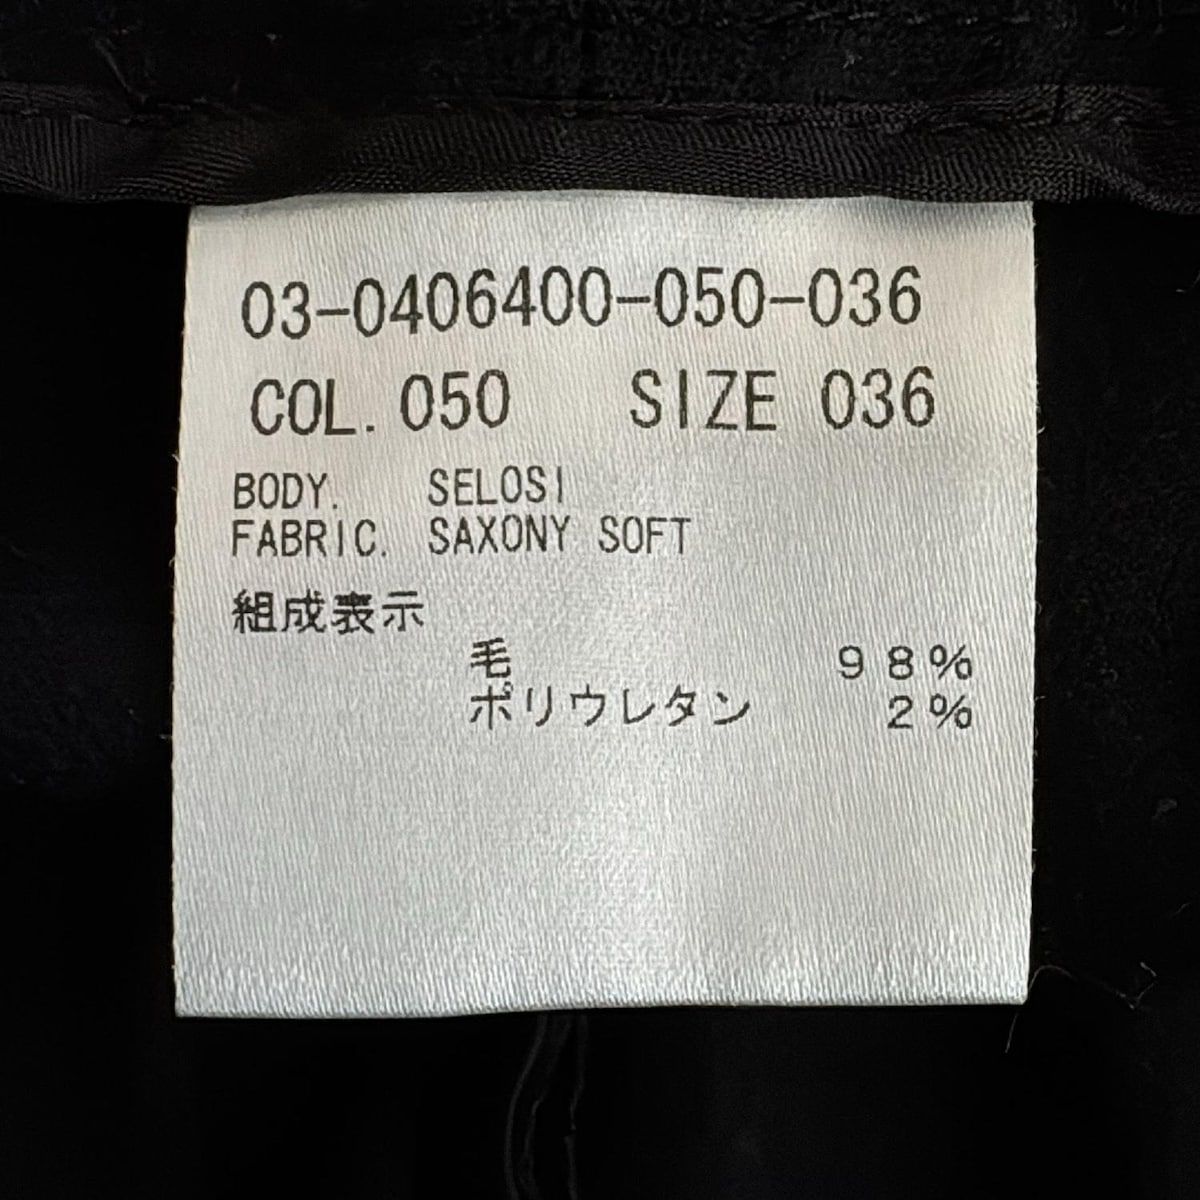 03-0406400-050-036
COL. 050 SIZE 036
BODY. SELOSI
FABRIC. SAXONY SOFT
組成表示
毛 98%
ポリウレタン 2%